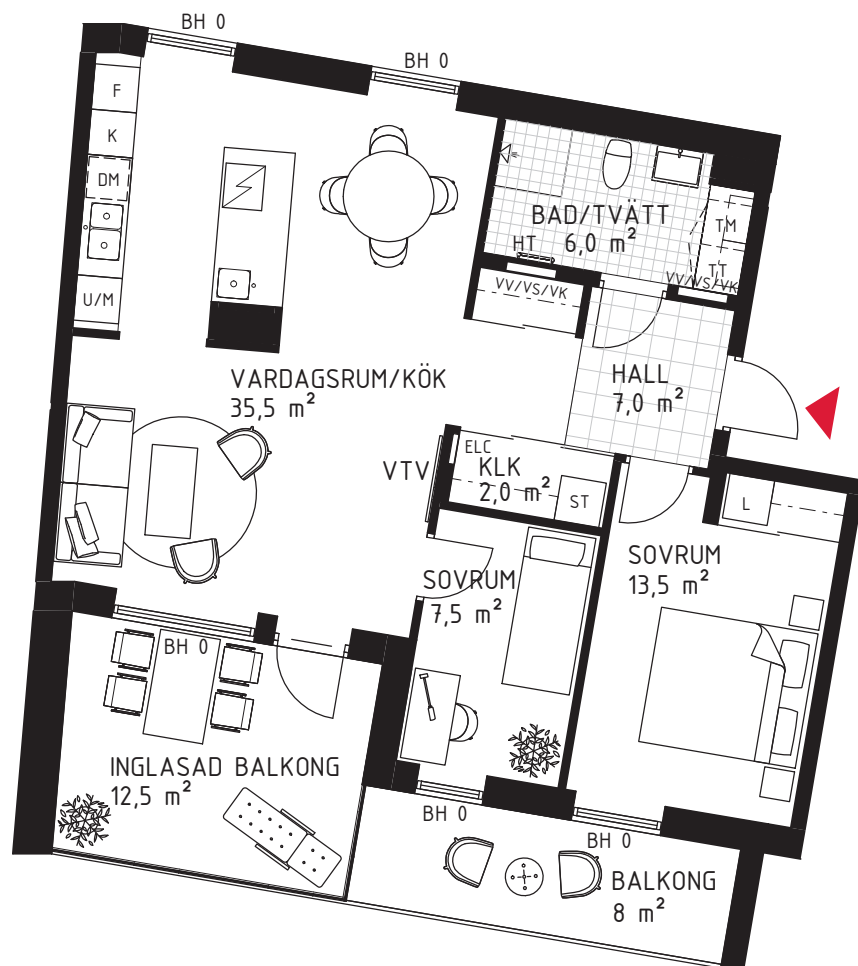 BH 0
BH 0
F
K
DM
U/M
BAD/TVÄTT
6,0 m²
HT
TM
TT
VV/VS/VK
VV/VS/VK
VARDAGSRUM/KÖK
35,5 m²
HALL
7,0 m²
ELC
VTV
KLK
2,0 m²
ST
L
SOVRUM
7,5 m²
SOVRUM
13,5 m²
BH 0
INGLASAD BALKONG
12,5 m²
BH 0
BH 0
BALKONG
8 m²